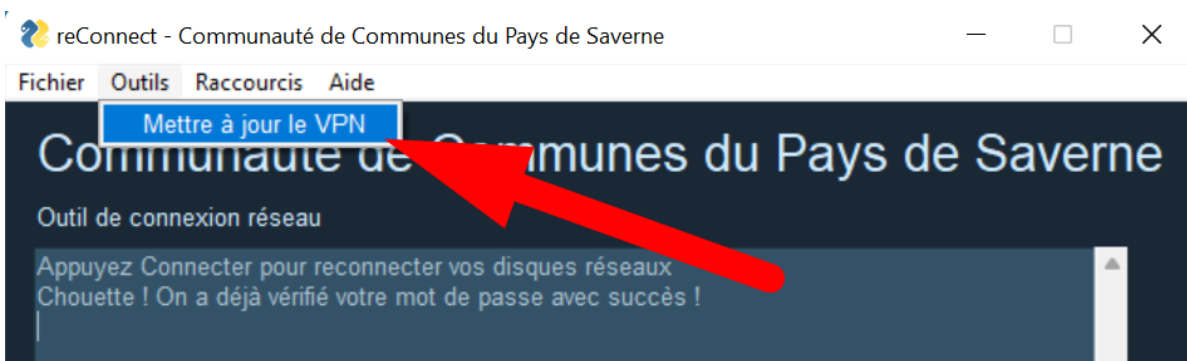 reConnect - Communauté de Communes du Pays de Saverne
Fichier Outils Raccourcis Aide
Mettre à jour le VPN
Communauté de Communes du Pays de Saverne
Outil de connexion réseau
Appuyez Connecter pour reconnecter vos disques réseaux
Chouette ! On a déjà vérifié votre mot de passe avec succès !